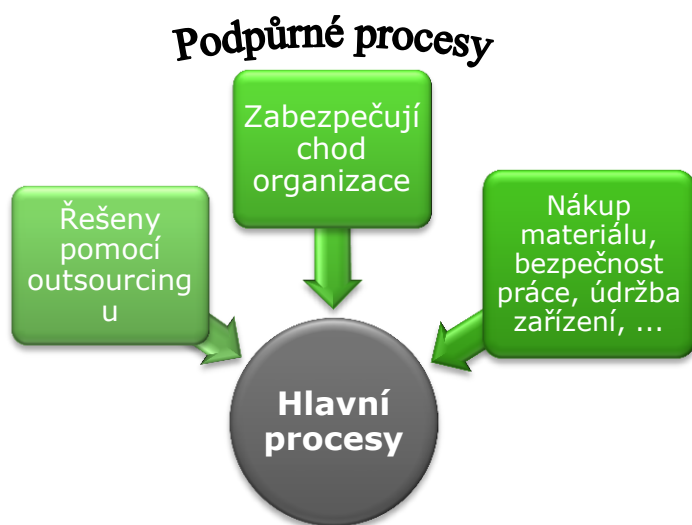 Podpůrné procesy
Zabezpečují
chod
organizace
Řešeny
pomocí
outsourcing
u
Nákup
materiálu,
bezpečnost
práce, údržba
zařízení, ...
Hlavní
procesy